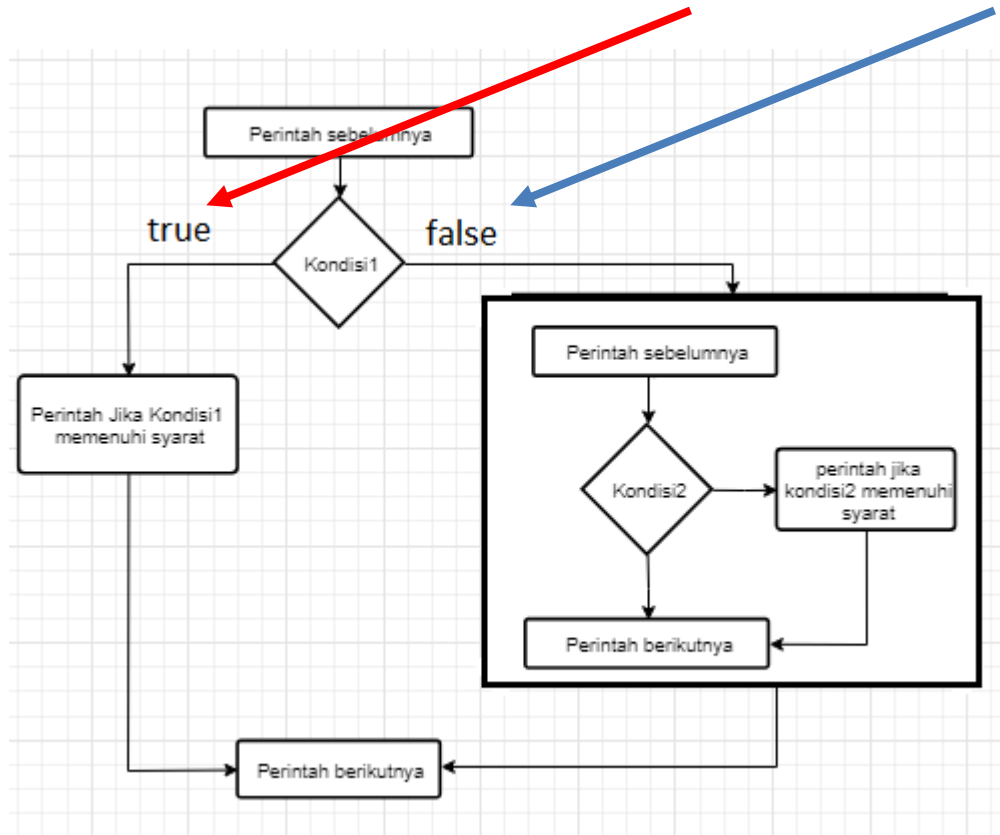 Perintah sebelumnya
true
false
Kondisi1
Perintah sebelumnya
Perintah Jika Kondisi1
memenuhi syarat
Kondisi2
perintah jika
kondisi2 memenuhi
syarat
Perintah berikutnya
Perintah berikutnya